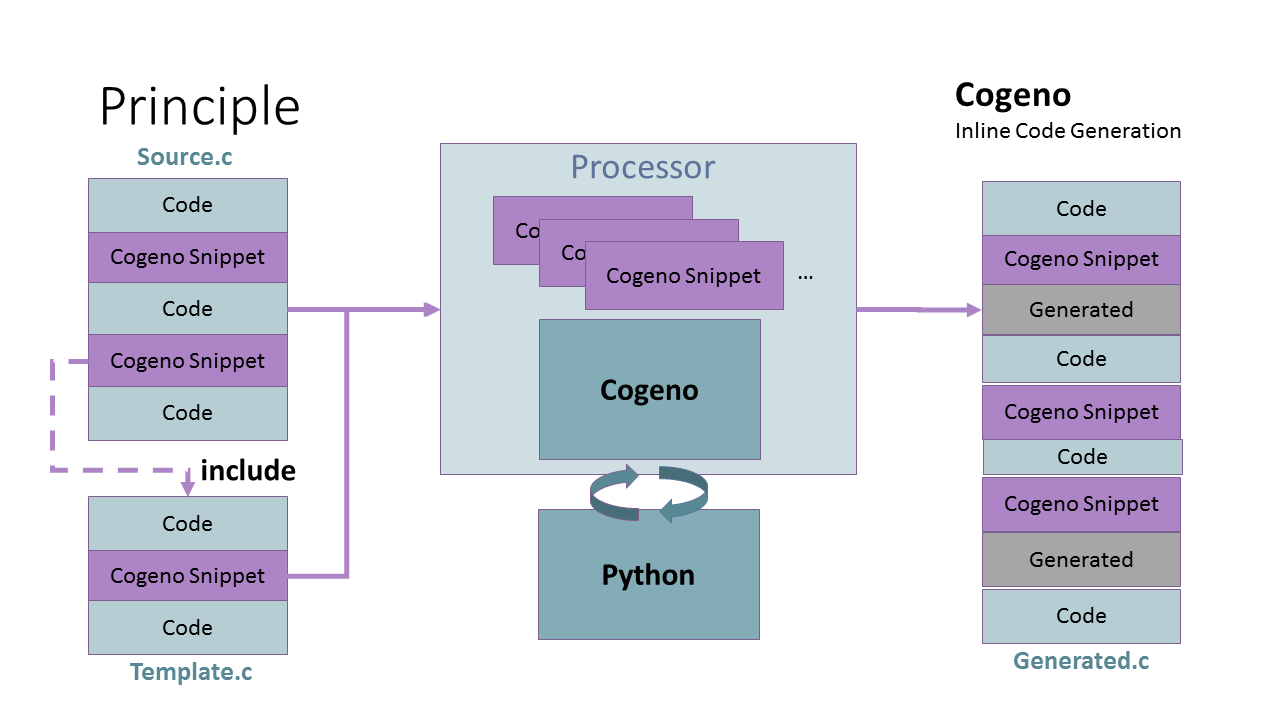 Principle
Cogeno
Inline Code Generation
Source.c
Code
Cogeno Snippet
Code
Cogeno Snippet
Code
include
Code
Cogeno Snippet
Code
Template.c
Processor
Co
Co
Cogeno Snippet
...
Cogeno
Python
Code
Cogeno Snippet
Generated
Code
Cogeno Snippet
Code
Cogeno Snippet
Generated
Code
Generated.c